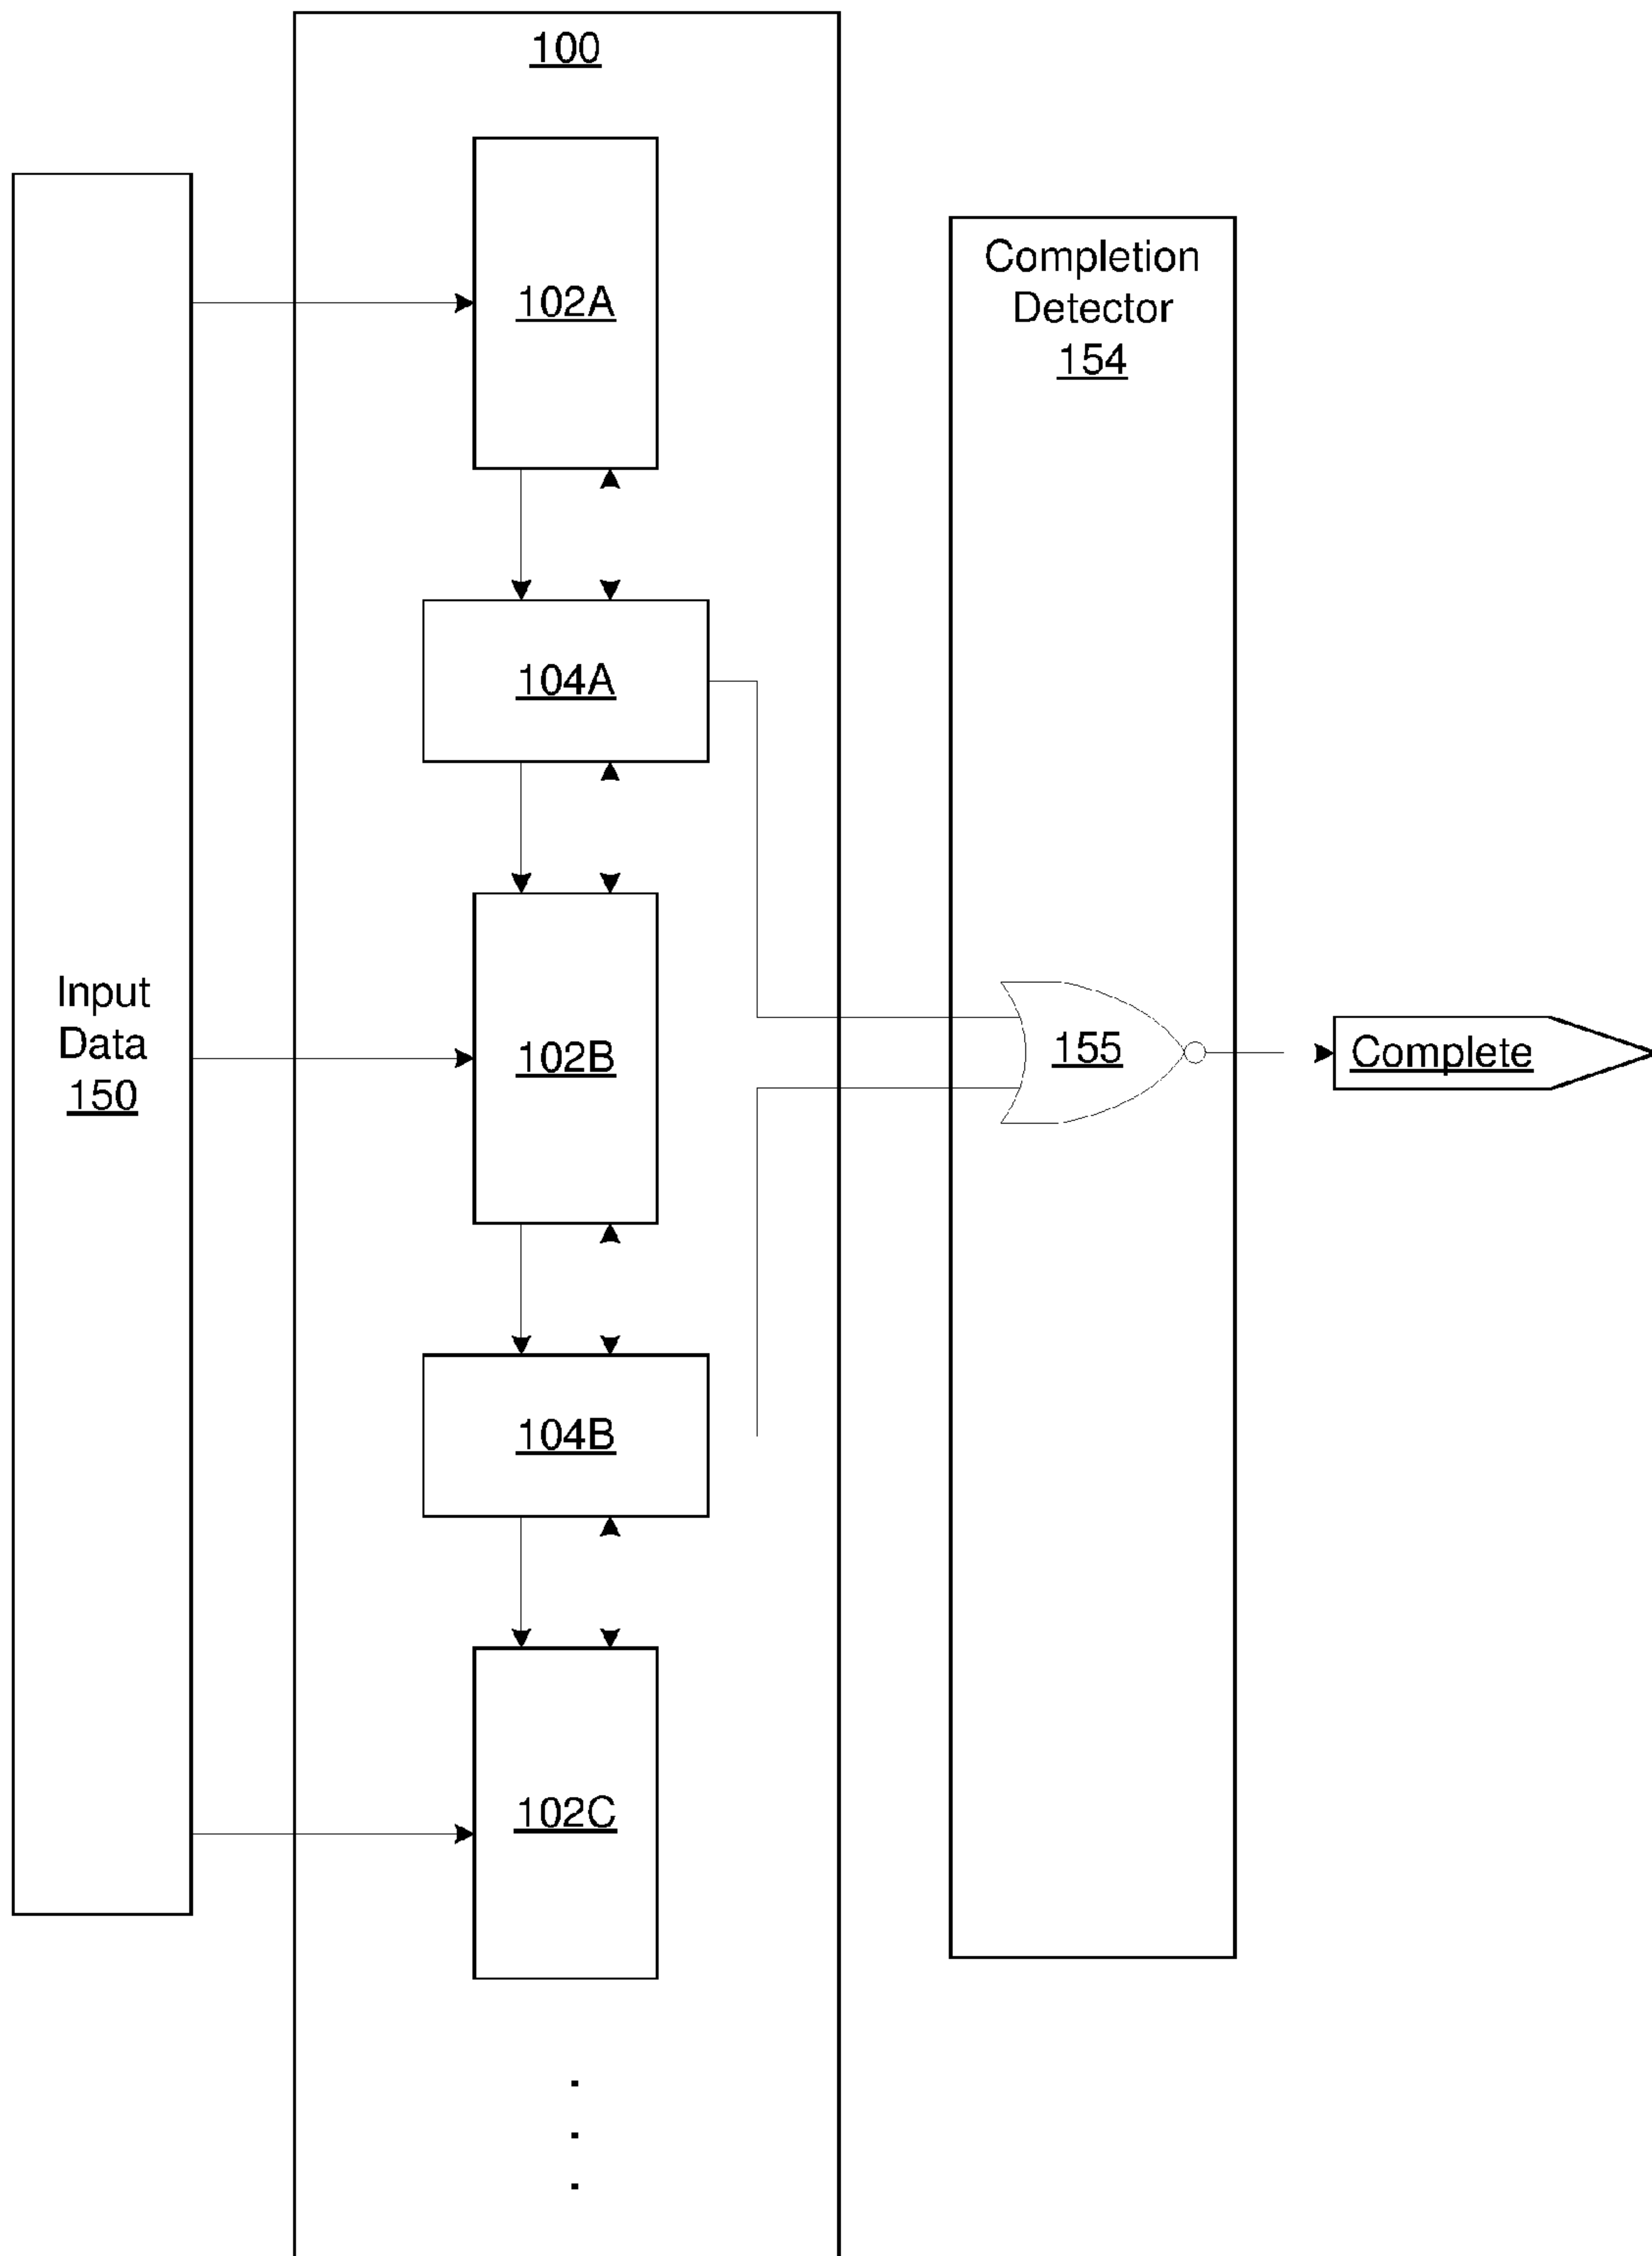 100
102A
Completion
Detector
154
104A
Input
Data
150
102B
155
Complete
104B
102C